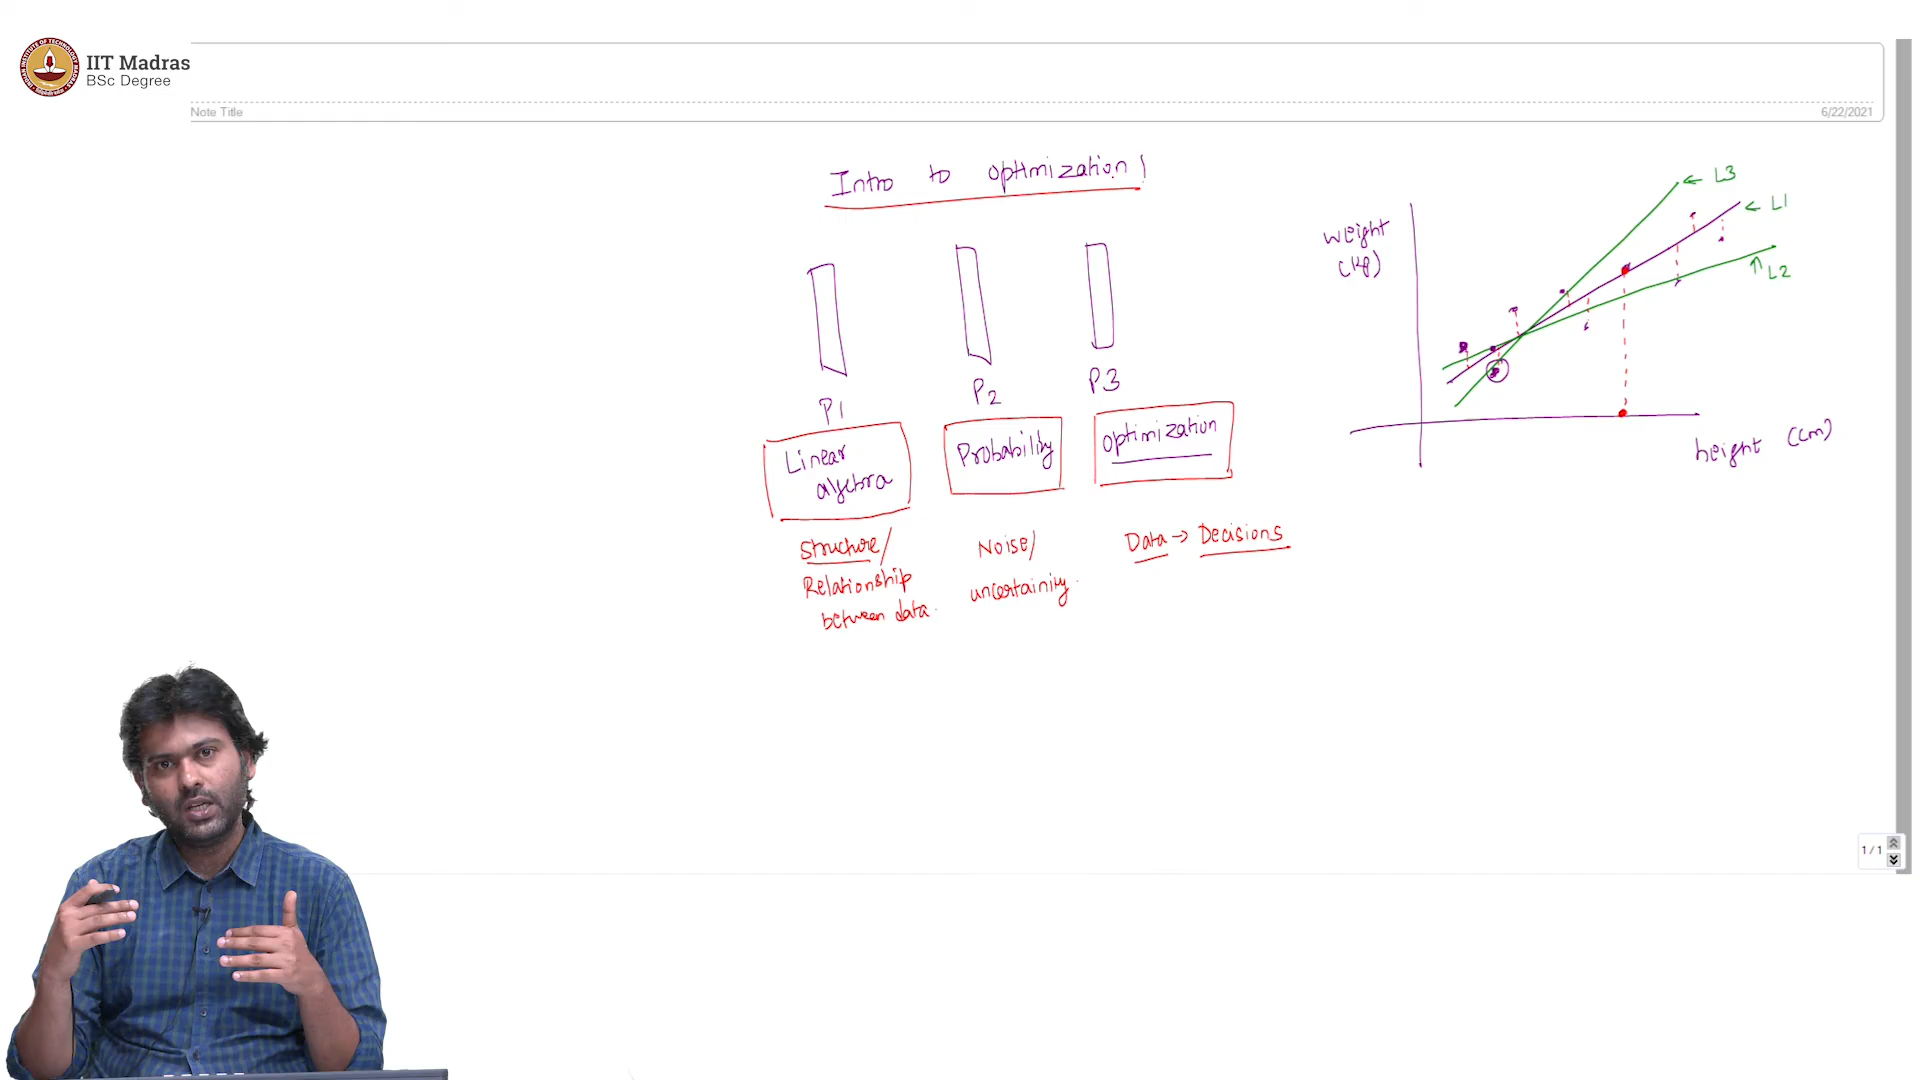 IIT Madras
BSc Degree
Note Title
6/22/2021
Intro to optimization!
P1
P2
P3
Linear
algebra
Probability
optimization
Structure/
Relationship
between data.
Noise/
uncertainity.
Data → Decisions
weight
(kg)
← L3
← L1
↑ L2
height (cm)
1 / 1